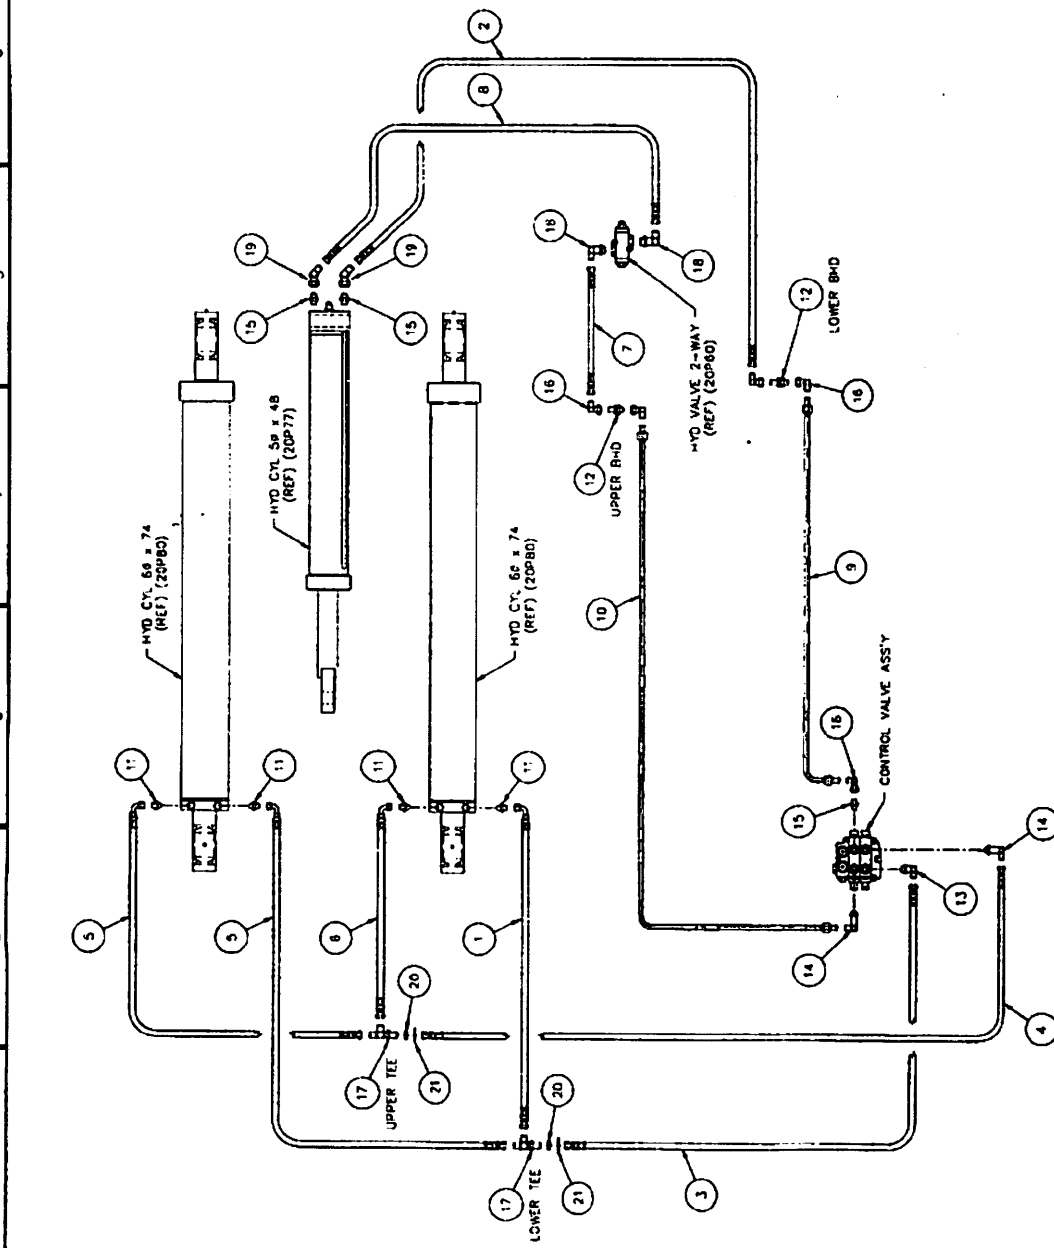 2
8
19
19
18
18
15
15
12
LOWER BHD
7
HYD CYL 5ø x 48
(REF) (20P77)
HYD VALVE 2-WAY
(REF) (20P60)
16
16
12
UPPER BHD
HYD CYL 6ø x 74
(REF) (20P80)
HYD CYL 6ø x 74
(REF) (20P80)
9
10
16
CONTROL VALVE ASS'Y
11
11
11
11
15
14
13
5
5
6
1
14
20
21
17
UPPER TEE
4
20
21
17
LOWER TEE
3